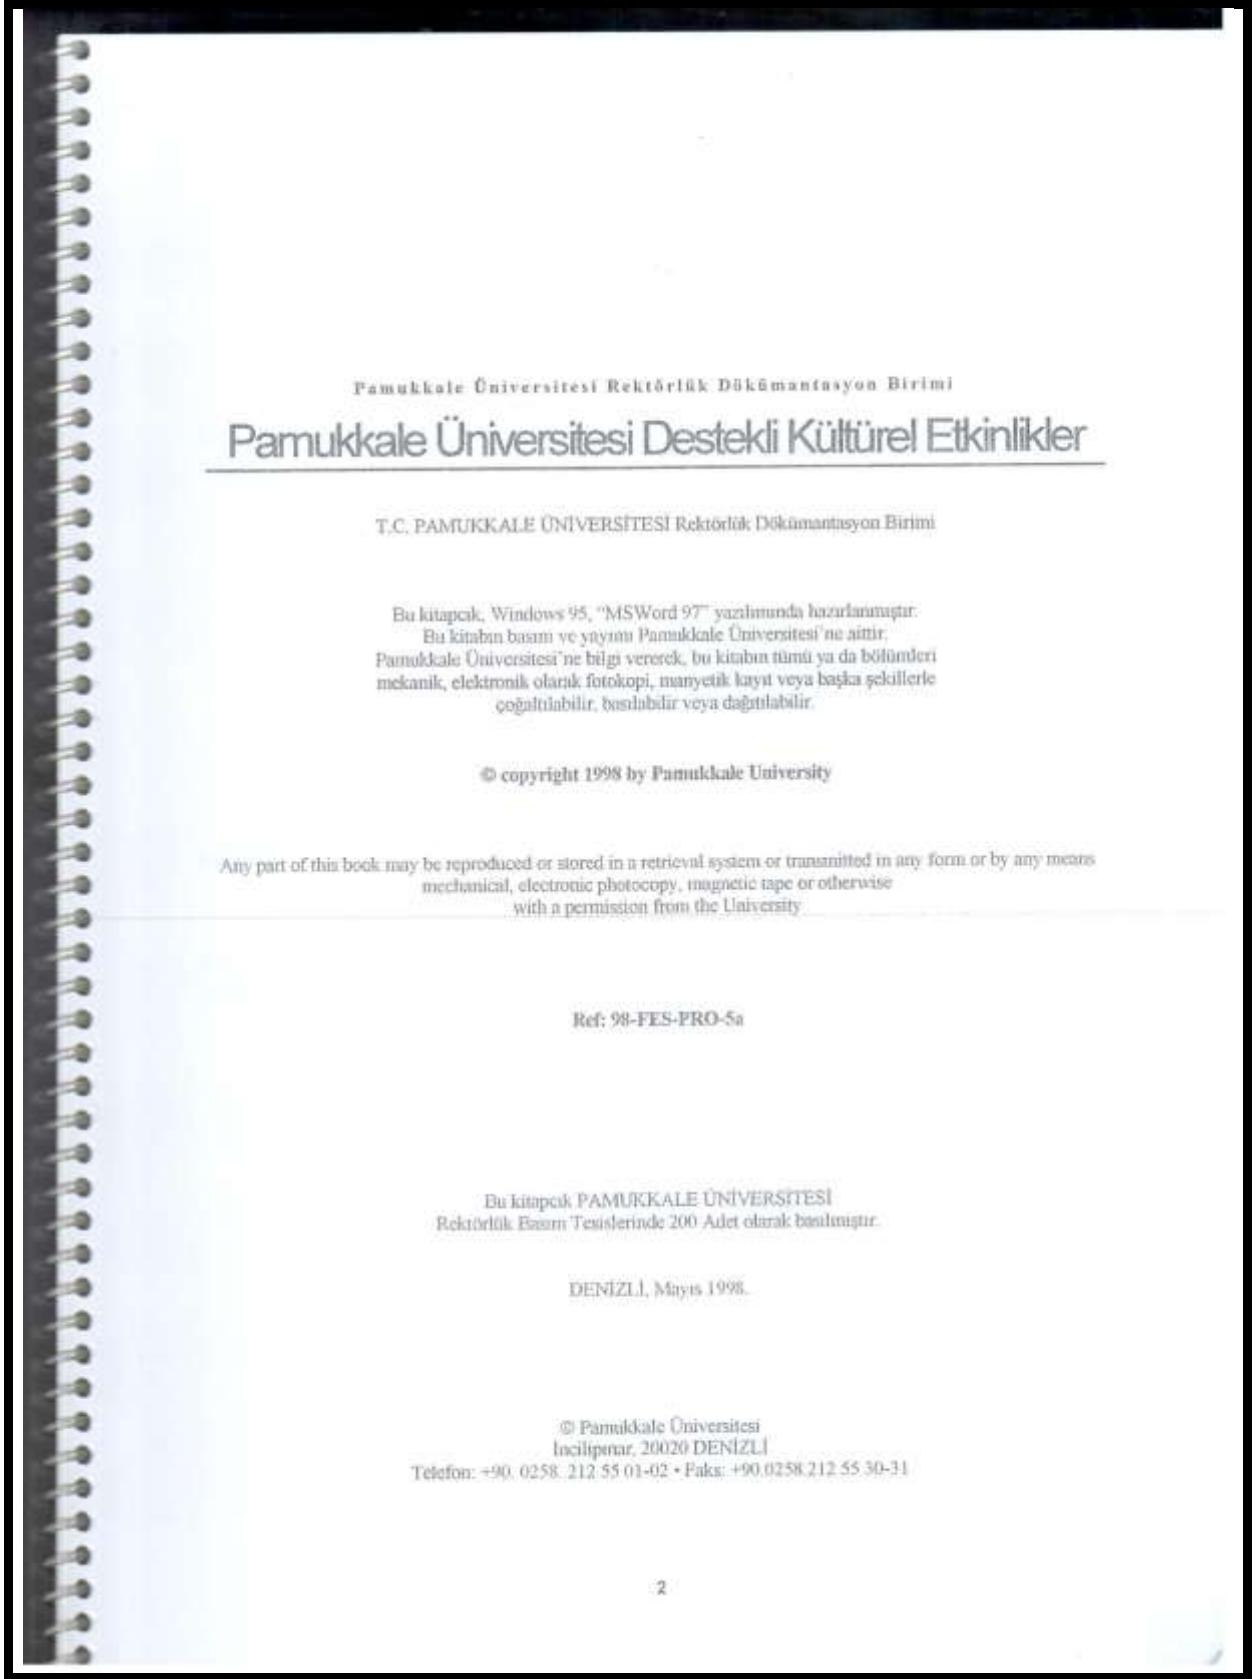 Pamukkale Üniversitesi Rektörlük Dökümantasyon Birimi
Pamukkale Üniversitesi Destekli Kültürel Etkinlikler
T.C. PAMUKKALE ÜNİVERSİTESİ Rektörlük Dökümantasyon Birimi
Bu kitapcık, Windows 95, “MSWord 97” yazılımında hazırlanmıştır.
Bu kitabın basım ve yayımı Pamukkale Üniversitesi’ne aittir.
Pamukkale Üniversitesi’ne bilgi vererek, bu kitabın tümü ya da bölümleri
mekanik, elektronik olarak fotokopi, manyetik kayıt veya başka şekillerle
çoğaltılabilir, basılabilir veya dağıtılabilir.
© copyright 1998 by Pamukkale University
Any part of this book may be reproduced or stored in a retrieval system or transmitted in any form or by any means
mechanical, electronic photocopy, magnetic tape or otherwise
with a permission from the University
Ref: 98-FES-PRO-5a
Bu kitapcık PAMUKKALE ÜNİVERSİTESİ
Rektörlük Basım Tesislerinde 200 Adet olarak basılmıştır.
DENİZLİ, Mayıs 1998.
© Pamukkale Üniversitesi
İncilipınar, 20020 DENİZLİ
Telefon: +90. 0258. 212 55 01-02 • Faks: +90.0258.212 55 30-31
2